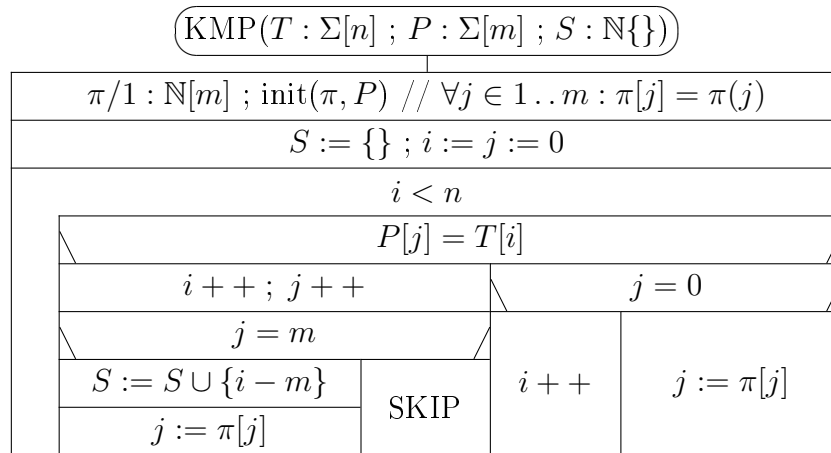 KMP(T : Σ[n] ; P : Σ[m] ; S : ℕ{})
π/1 : ℕ[m] ; init(π, P) // ∀j ∈ 1 . . m : π[j] = π(j)
S := {} ; i := j := 0
i < n
P[j] = T[i]
i + + ; j + +
j = 0
j = m
S := S ∪ {i − m}
SKIP
i + +
j := π[j]
j := π[j]